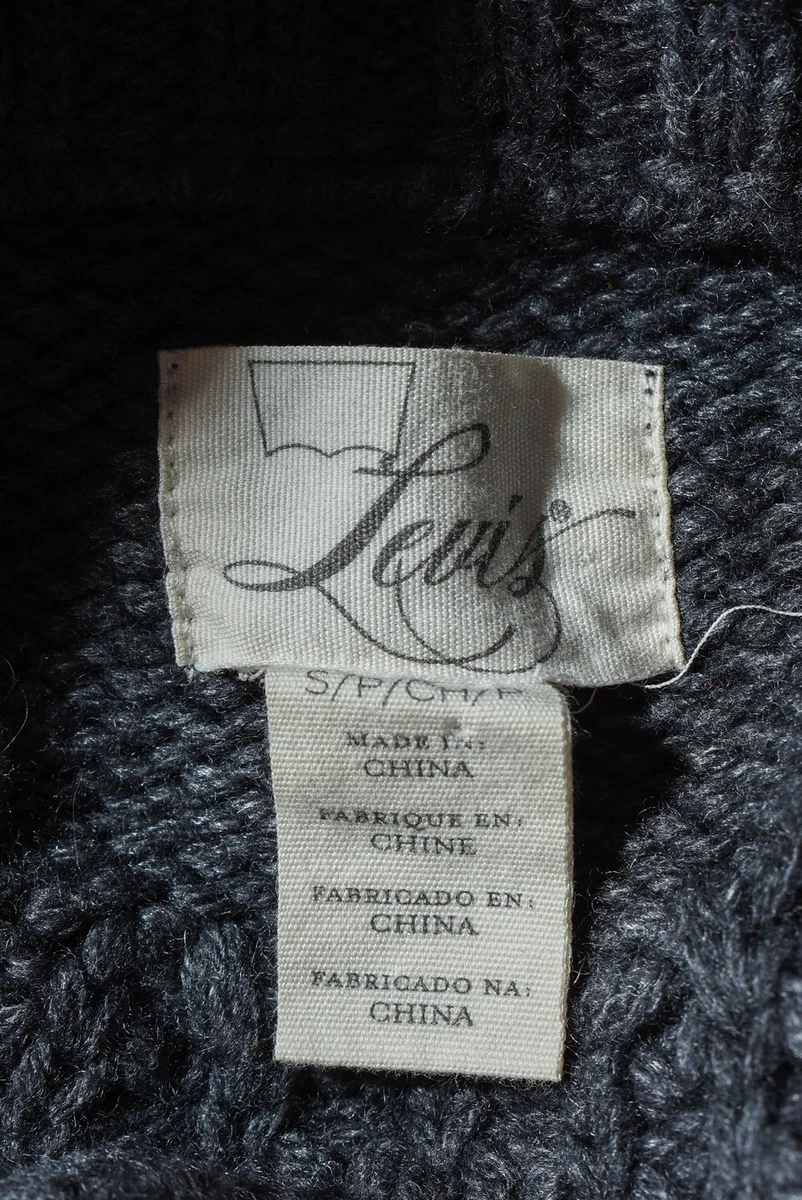 Levi's®
S/P/CH/P
MADE IN:
CHINA
FABRIQUE EN:
CHINE
FABRICADO EN:
CHINA
FABRICADO NA:
CHINA